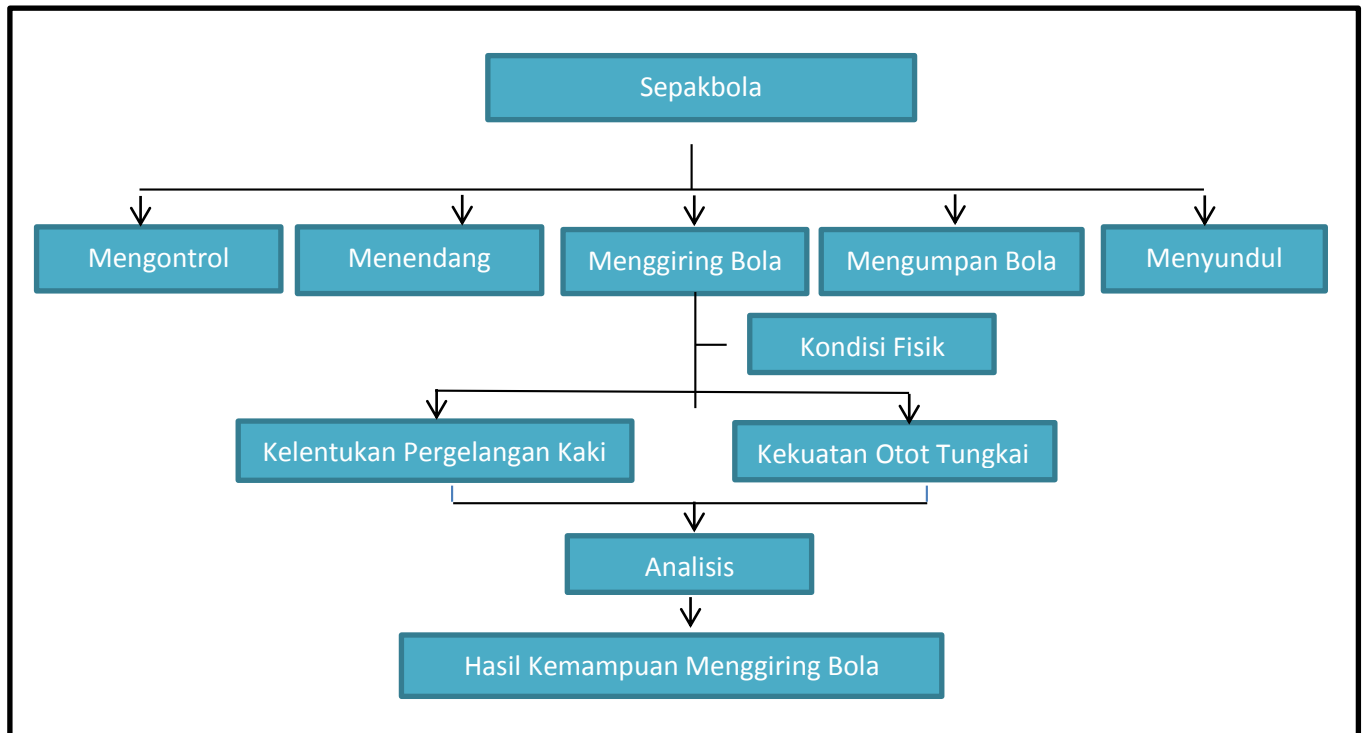 Sepakbola
Mengontrol
Menendang
Menggiring Bola
Mengumpan Bola
Menyundul
Kondisi Fisik
Kelentukan Pergelangan Kaki
Kekuatan Otot Tungkai
Analisis
Hasil Kemampuan Menggiring Bola